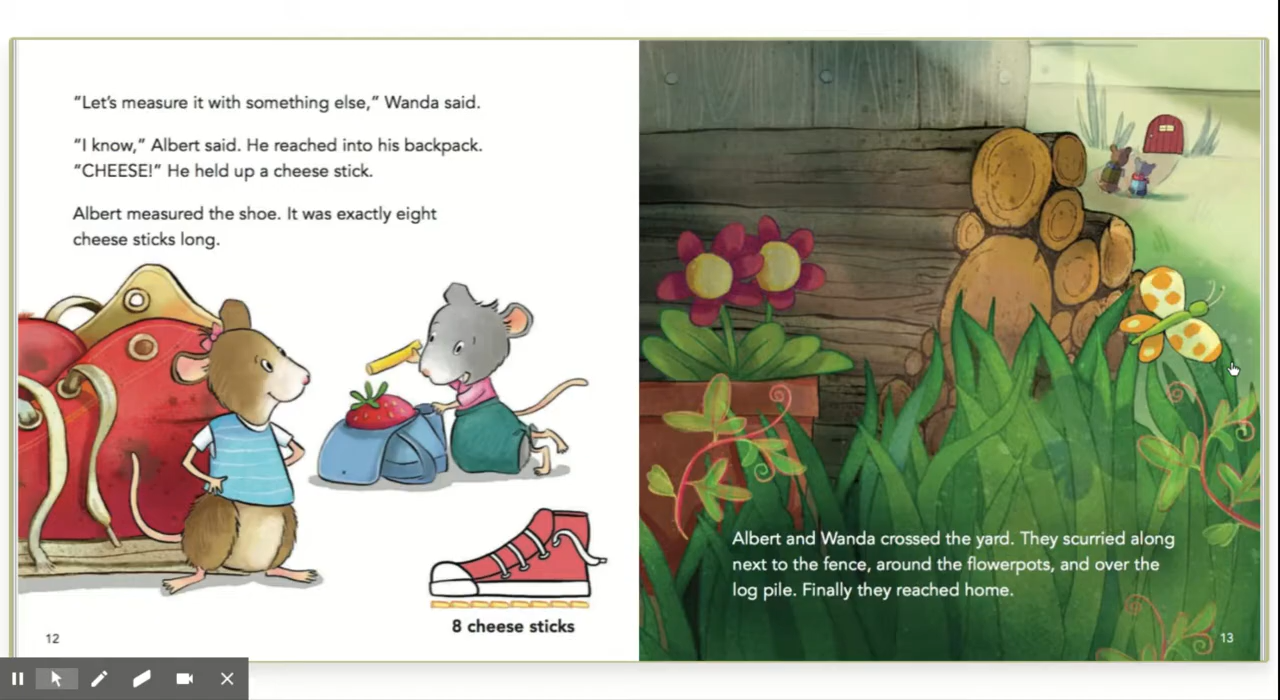 “Let’s measure it with something else,” Wanda said.
“I know,” Albert said. He reached into his backpack.
“CHEESE!” He held up a cheese stick.
Albert measured the shoe. It was exactly eight
cheese sticks long.
8 cheese sticks
12
Albert and Wanda crossed the yard. They scurried along
next to the fence, around the flowerpots, and over the
log pile. Finally they reached home.
13